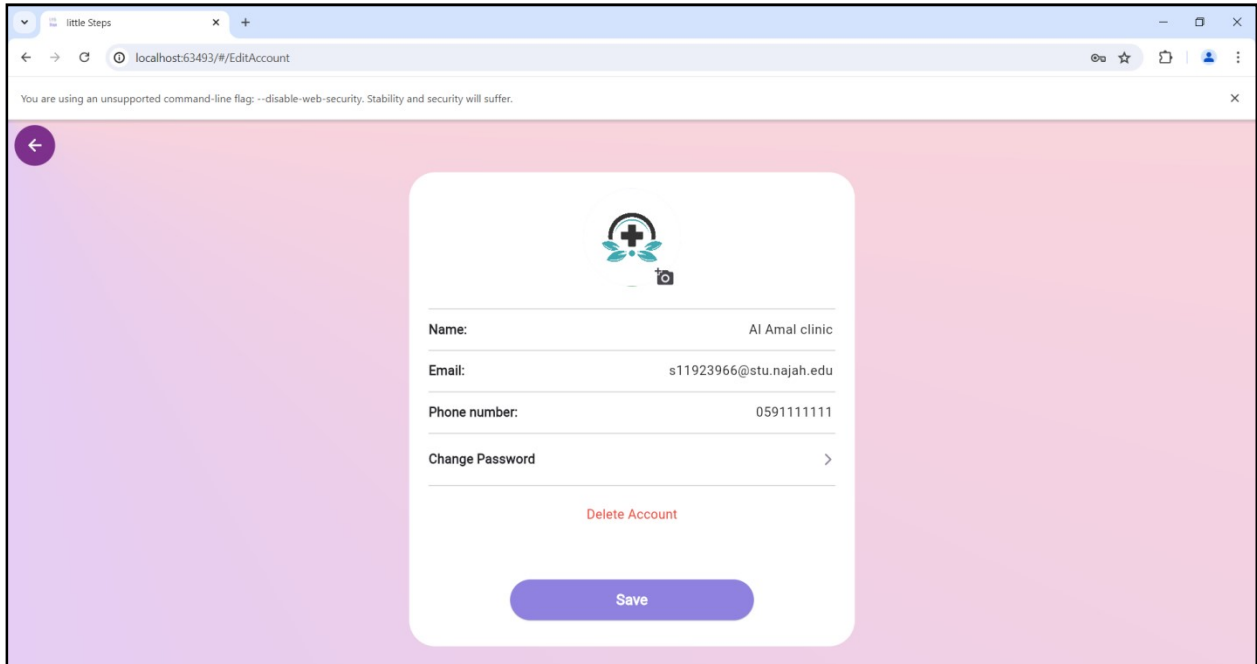 little Steps
localhost:63493/#/EditAccount
You are using an unsupported command-line flag: --disable-web-security. Stability and security will suffer.
Name: Al Amal clinic
Email: s11923966@stu.najah.edu
Phone number: 0591111111
Change Password
Delete Account
Save